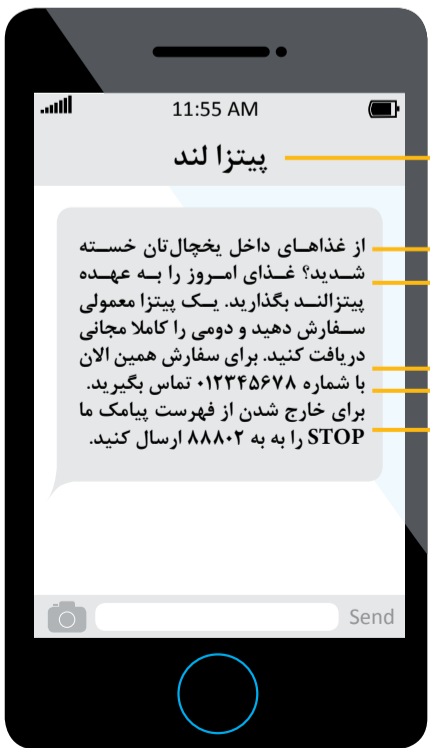 11:55 AM
پیتزا لند
از غذاهای داخل یخچال‌تان خسته
شدید؟ غذای امروز را به عهده
پیتزالند بگذارید. یک پیتزا معمولی
سفارش دهید و دومی را کاملا مجانی
دریافت کنید. برای سفارش همین الان
با شماره ۰۱۲۳۴۵۶۷۸ تماس بگیرید.
برای خارج شدن از فهرست پیامک ما
STOP را به به ۸۸۸۰۲ ارسال کنید.
Send